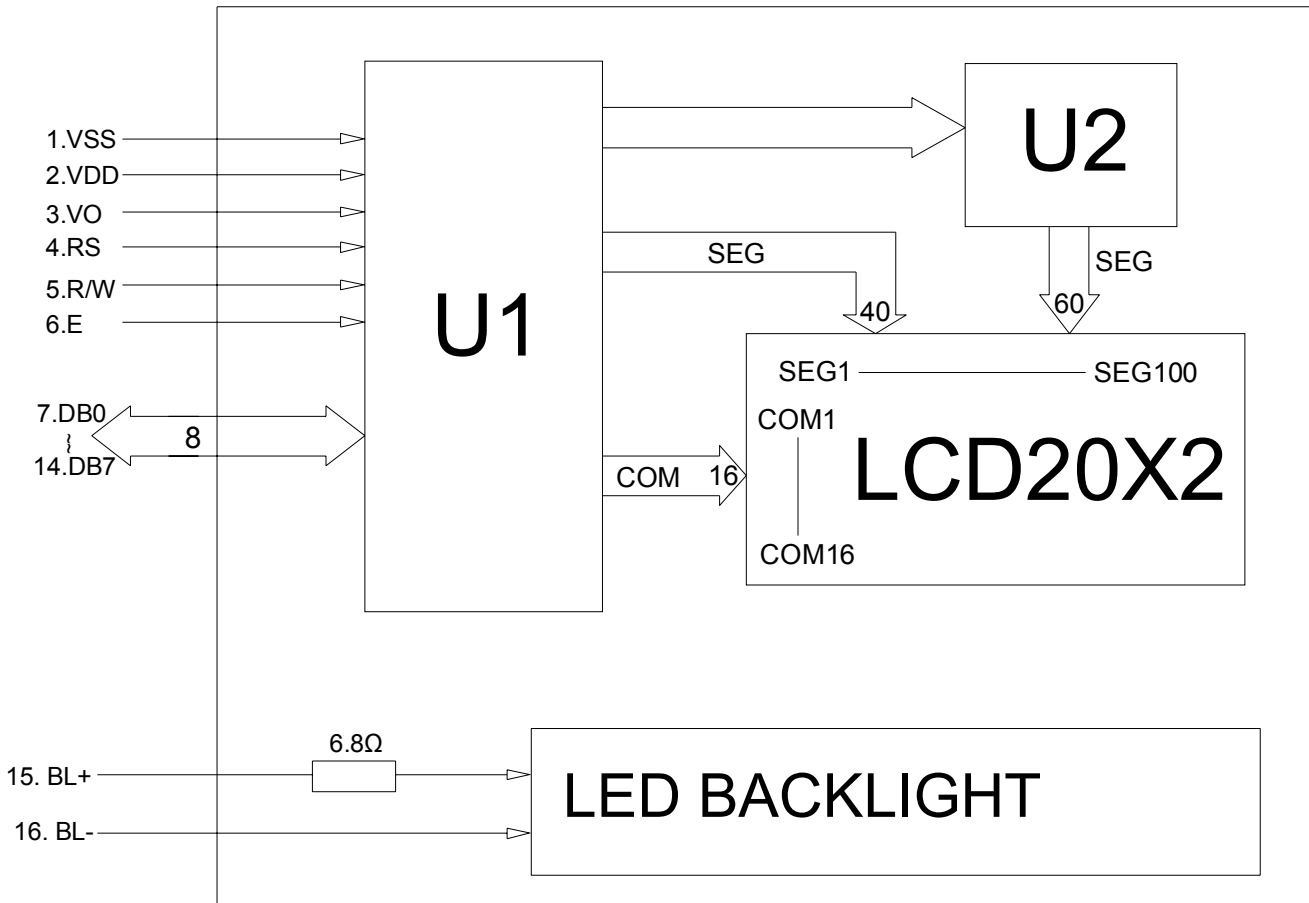 1.VSS
2.VDD
3.VO
4.RS
5.R/W
6.E
7.DB0
~
14.DB7
8
U1
U2
SEG
40
SEG
60
SEG1
SEG100
COM1
COM16
COM 16
LCD20X2
15. BL+
6.8Ω
16. BL-
LED BACKLIGHT